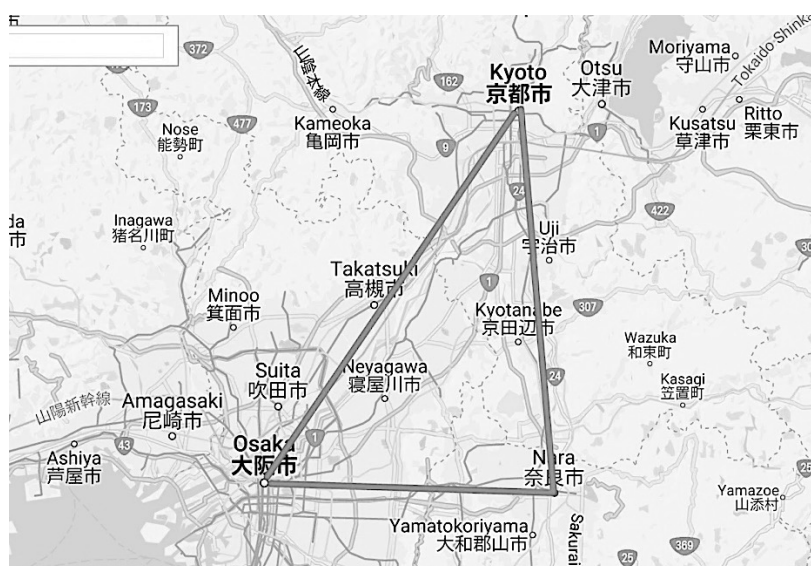 372
山陰本線
162
Kyoto
京都市
Otsu
大津市
Moriyama
守山市
Tokaido Shink
173
477
Nose
能勢町
Kameoka
亀岡市
9
1
Kusatsu
草津市
Ritto
栗東市
24
422
da
市
Inagawa
猪名川町
Uji
宇治市
30
Takatsuki
高槻市
1
Minoo
箕面市
Kyotanabe
京田辺市
307
Wazuka
和束町
Suita
吹田市
Neyagawa
寝屋川市
24
Kasagi
笠置町
山陽新幹線
Amagasaki
尼崎市
43
Osaka
大阪市
1
Ashiya
芦屋市
Nara
奈良市
25
Yamazoe
山添村
Yamatokoriyama
大和郡山市
Sakurai
369
25